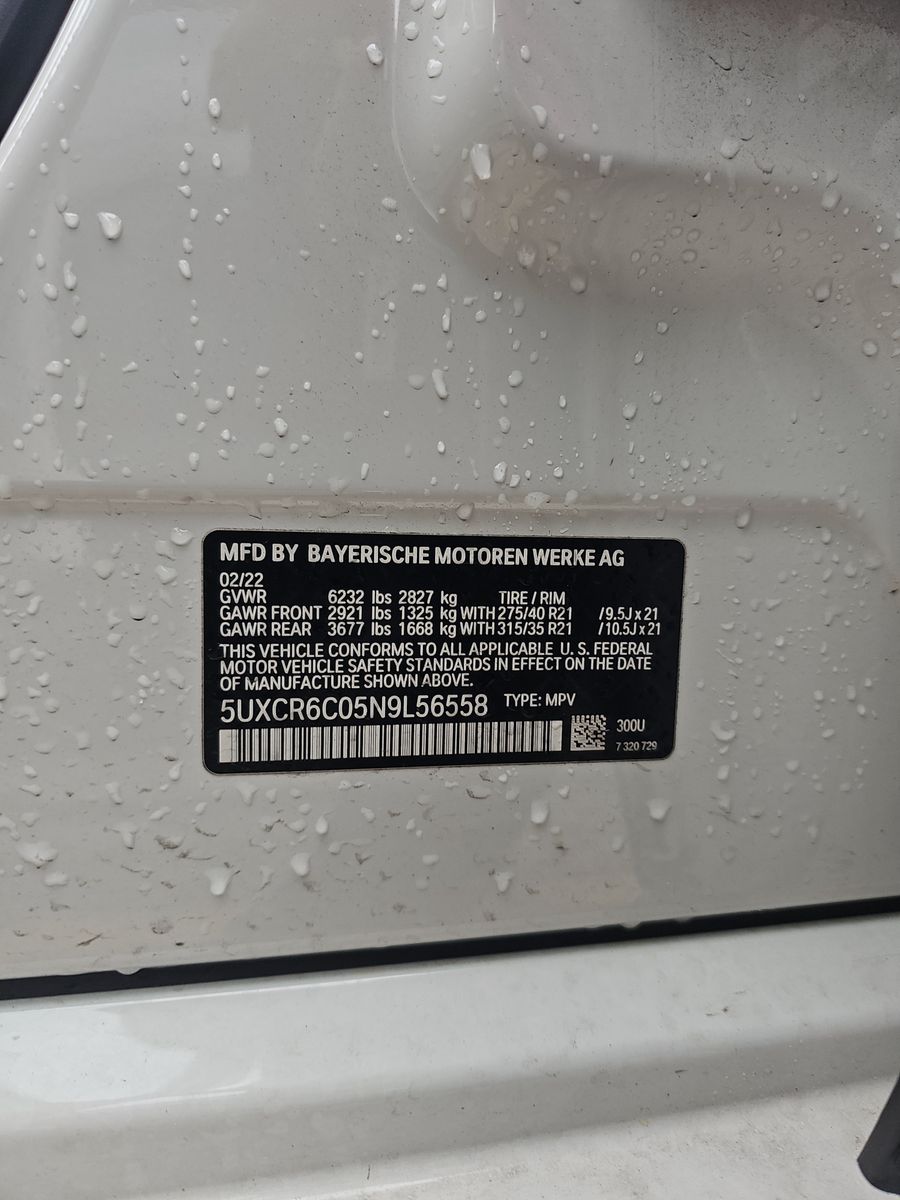 MFD BY BAYERISCHE MOTOREN WERKE AG
02/22
GVWR 6232 lbs 2827 kg TIRE / RIM
GAWR FRONT 2921 lbs 1325 kg WITH 275/40 R21 / 9.5J x 21
GAWR REAR 3677 lbs 1668 kg WITH 315/35 R21 / 10.5J x 21
THIS VEHICLE CONFORMS TO ALL APPLICABLE U. S. FEDERAL
MOTOR VEHICLE SAFETY STANDARDS IN EFFECT ON THE DATE
OF MANUFACTURE SHOWN ABOVE.
5UXCR6C05N9L56558 TYPE: MPV
300U
7 320 729